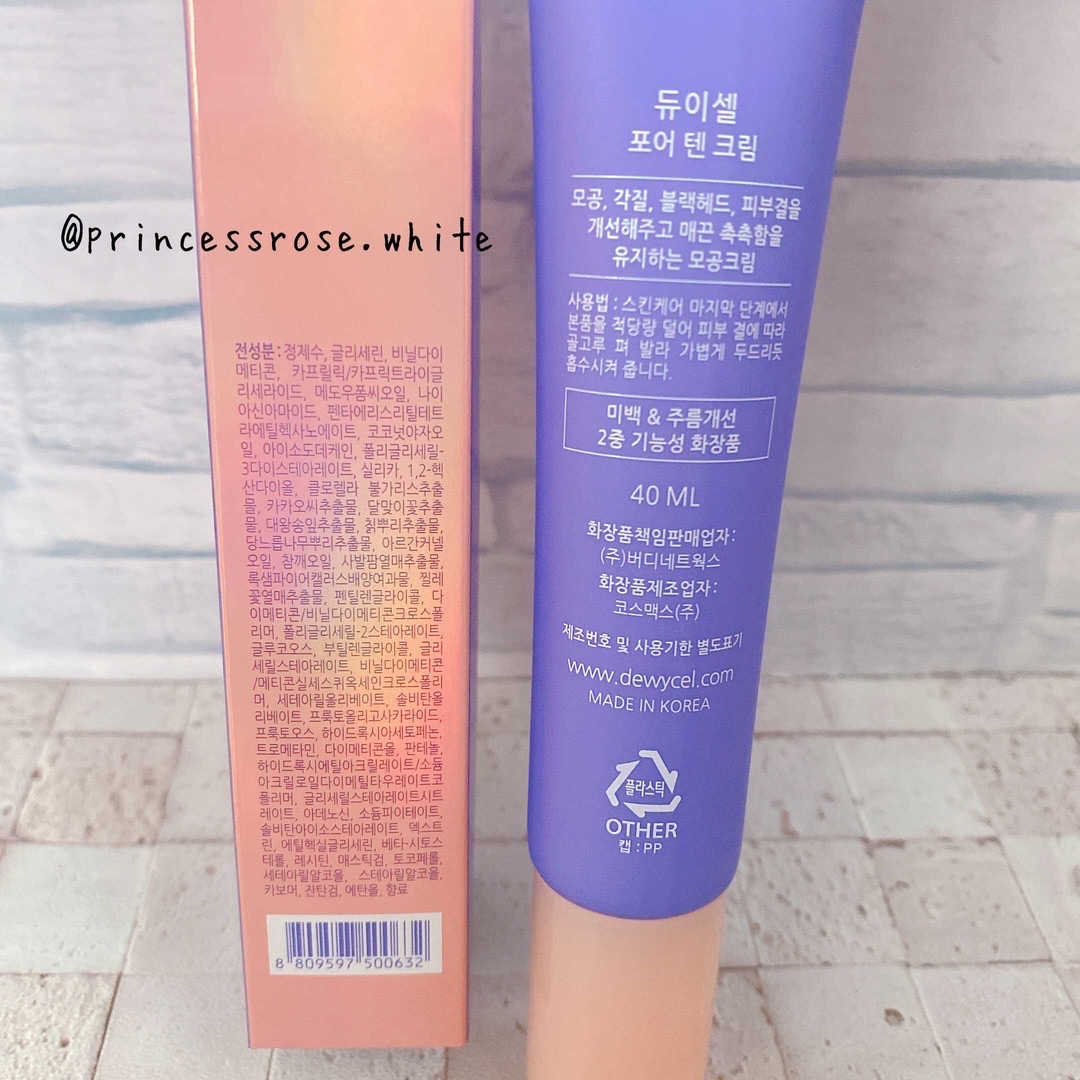 @princessrose.white
전성분 : 정제수, 글리세린, 비닐다이
메티콘, 카프릴릭/카프릭트라이글
리세라이드, 메도우폼씨오일, 나이
아신아마이드, 펜타에리스리틸테트
라에틸헥사노에이트, 코코넛야자오
일, 아이소도데케인, 폴리글리세릴-
3다이스테아레이트, 실리카, 1,2-헥
산다이올, 클로렐라 불가리스추출
물, 카카오씨추출물, 달맞이꽃추출
물, 대왕송잎추출물, 칡뿌리추출물,
당느릅나무뿌리추출물, 아르간커넬
오일, 참깨오일, 사발팜열매추출물,
록샘파이어캘러스배양여과물, 찔레
꽃열매추출물, 펜틸렌글라이콜, 다
이메티콘/비닐다이메티콘크로스폴
리머, 폴리글리세릴-2스테아레이트,
글루코오스, 부틸렌글라이콜, 글리
세릴스테아레이트, 비닐다이메티콘
/메티콘실세스퀴옥세인크로스폴리
머, 세테아릴올리베이트, 솔비탄올
리베이트, 프룩토올리고사카라이드,
프룩토오스, 하이드록시아세토페논,
트로메타민, 다이메티콘올, 판테놀,
하이드록시에틸아크릴레이트/소듐
아크릴로일다이메틸타우레이트코
폴리머, 글리세릴스테아레이트시트
레이트, 아데노신, 소듐파이테이트,
솔비탄아이소스테아레이트, 덱스트
린, 에틸헥실글리세린, 베타-시토스
테롤, 레시틴, 매스틱검, 토코페롤,
세테아릴알코올, 스테아릴알코올,
카보머, 잔탄검, 에탄올, 향료
8 809597 500632
듀이셀
포어 텐 크림
모공, 각질, 블랙헤드, 피부결을
개선해주고 매끈 촉촉함을
유지하는 모공크림
사용법 : 스킨케어 마지막 단계에서
본품을 적당량 덜어 피부 결에 따라
골고루 펴 발라 가볍게 두드리듯
흡수시켜 줍니다.
미백 & 주름개선
2중 기능성 화장품
40 ML
화장품책임판매업자:
(주)버디네트웍스
화장품제조업자:
코스맥스(주)
제조번호 및 사용기한 별도표기
www.dewycel.com
MADE IN KOREA
플라스틱
OTHER
캡 : PP